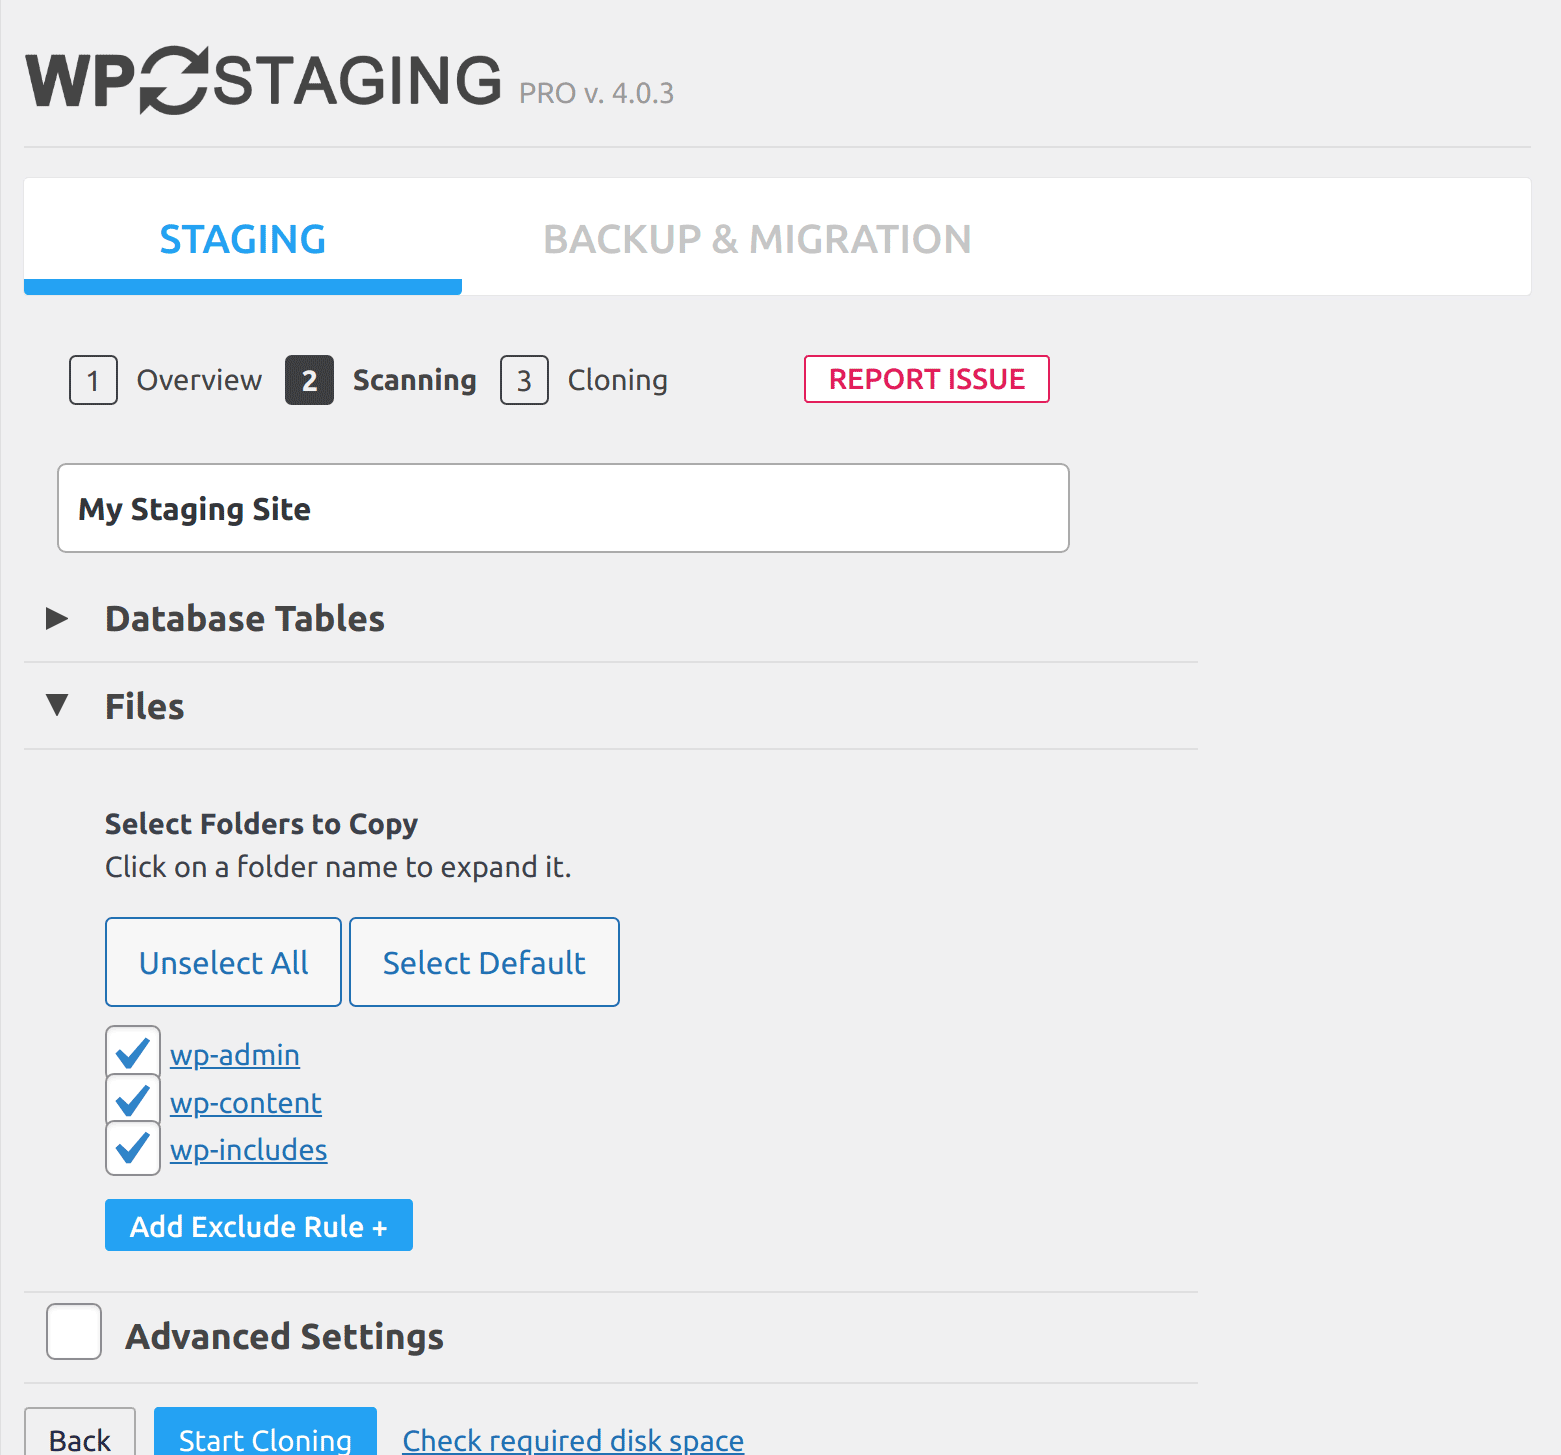 WP STAGING PRO v. 4.0.3
STAGING BACKUP & MIGRATION
1 Overview 2 Scanning 3 Cloning REPORT ISSUE
My Staging Site
Database Tables
Files
Select Folders to Copy
Click on a folder name to expand it.
Unselect All Select Default
wp-admin
wp-content
wp-includes
Add Exclude Rule +
Advanced Settings
Back Start Cloning Check required disk space